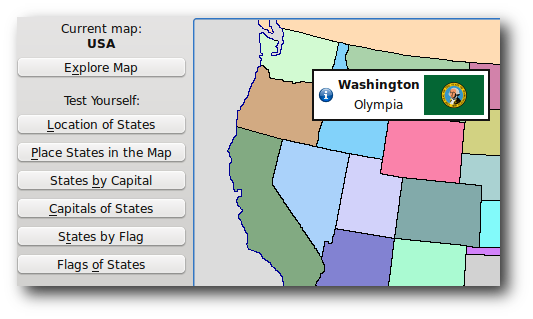 Current map:
USA
Explore Map
Test Yourself:
Location of States
Place States in the Map
States by Capital
Capitals of States
States by Flag
Flags of States
Washington
Olympia